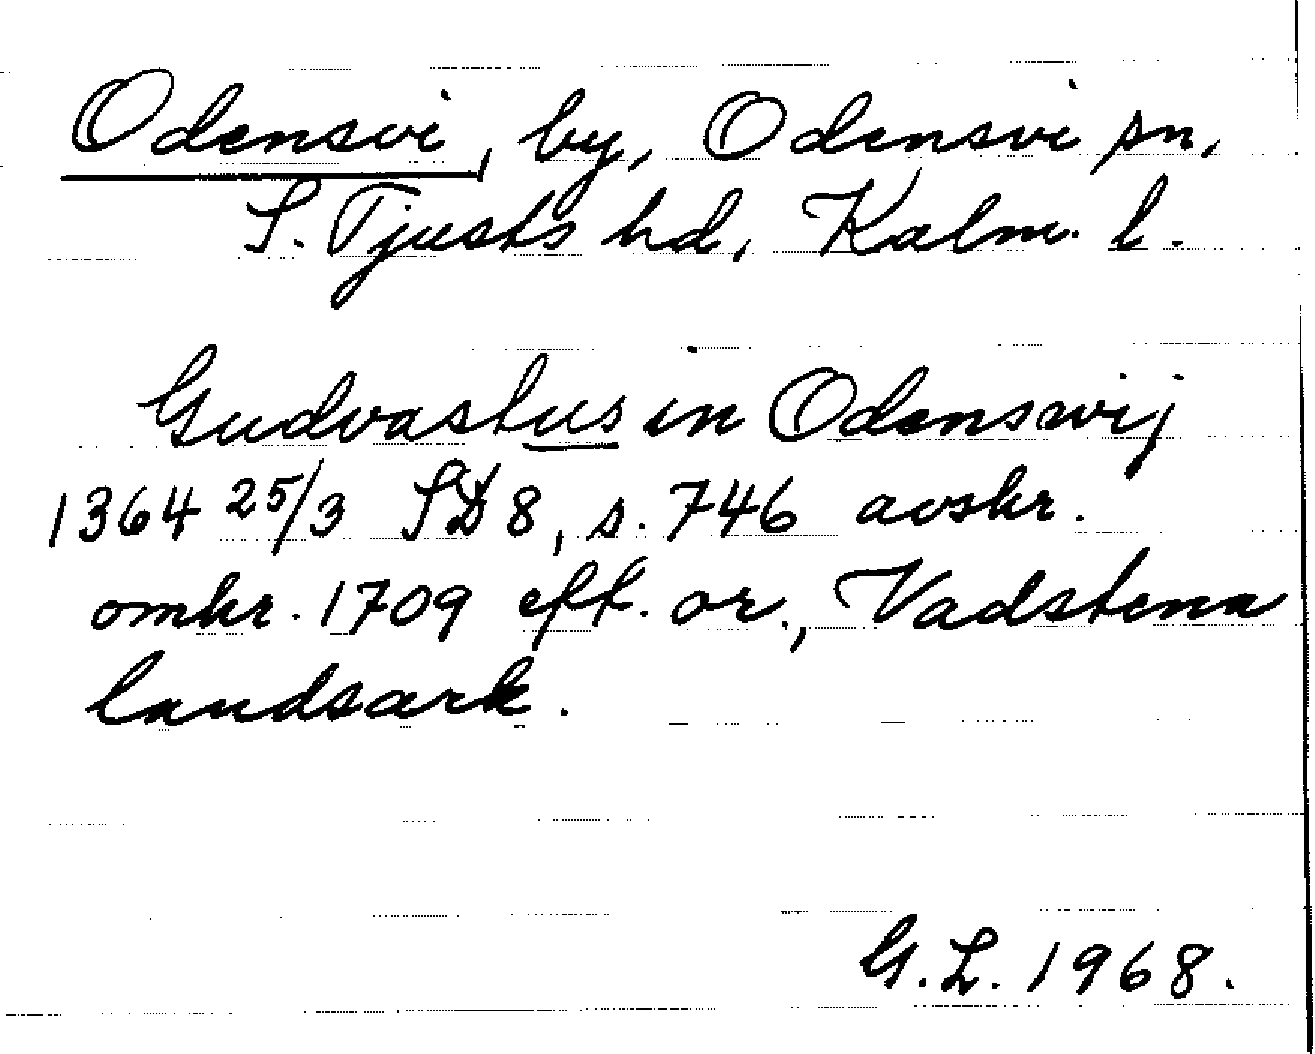 Odensvi, by, Odensvi sn,
S. Tjusts hd, Kalm. l.
Gudvastus in Odenswij
1364 25/3 SD 8, s. 746 avskr.
omkr. 1709 eft. or., Vadstena
landsark.
G.L. 1968.